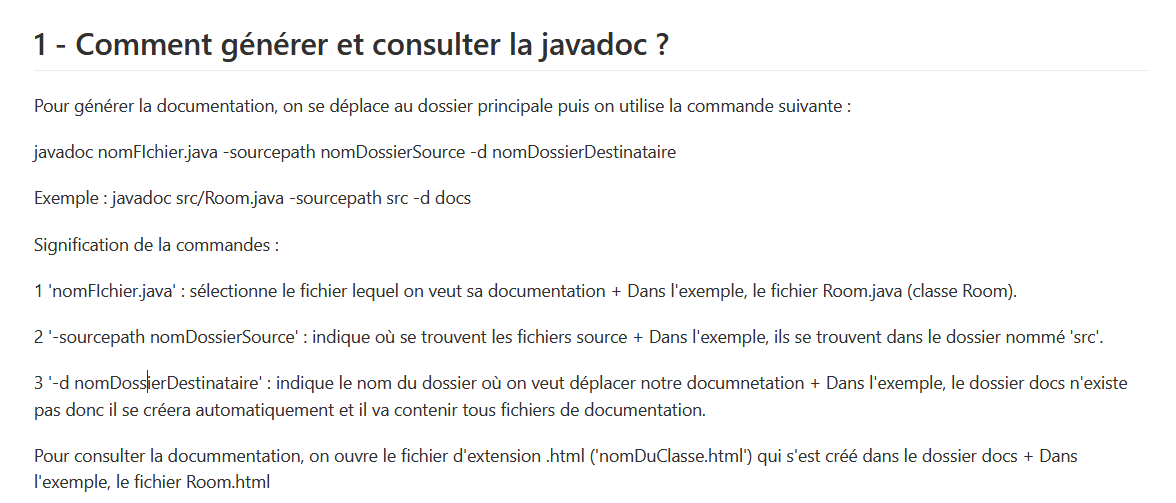 1 - Comment générer et consulter la javadoc ?
Pour générer la documentation, on se déplace au dossier principale puis on utilise la commande suivante :
javadoc nomFIchier.java -sourcepath nomDossierSource -d nomDossierDestinataire
Exemple : javadoc src/Room.java -sourcepath src -d docs
Signification de la commandes :
1 'nomFIchier.java' : sélectionne le fichier lequel on veut sa documentation + Dans l'exemple, le fichier Room.java (classe Room).
2 '-sourcepath nomDossierSource' : indique où se trouvent les fichiers source + Dans l'exemple, ils se trouvent dans le dossier nommé 'src'.
3 '-d nomDossierDestinataire' : indique le nom du dossier où on veut déplacer notre documnetation + Dans l'exemple, le dossier docs n'existe
pas donc il se créera automatiquement et il va contenir tous fichiers de documentation.
Pour consulter la docummentation, on ouvre le fichier d'extension .html ('nomDuClasse.html') qui s'est créé dans le dossier docs + Dans
l'exemple, le fichier Room.html